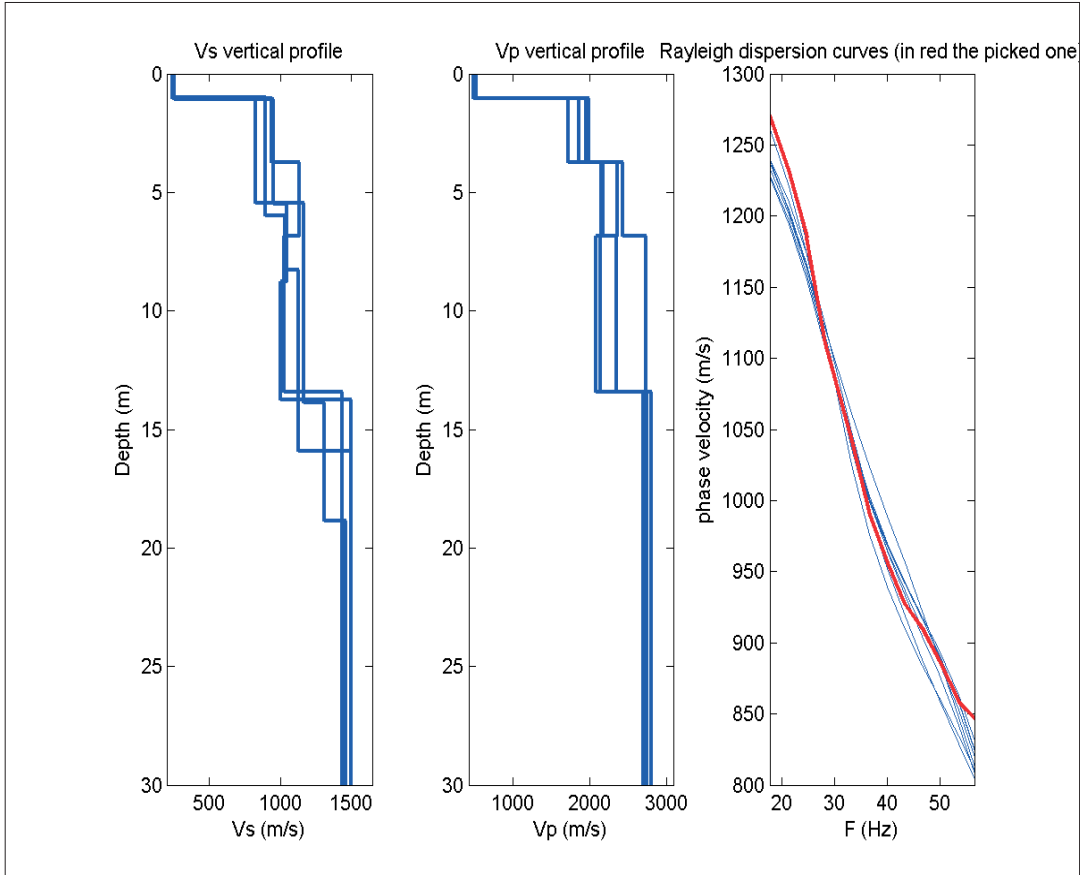 Vs vertical profile
0
5
10
15
20
25
30
Depth (m)
500 1000 1500
Vs (m/s)
Vp vertical profile
0
5
10
15
20
25
30
Depth (m)
1000 2000 3000
Vp (m/s)
Rayleigh dispersion curves (in red the picked one)
1300
1250
1200
1150
1100
1050
1000
950
900
850
800
phase velocity (m/s)
20 30 40 50
F (Hz)